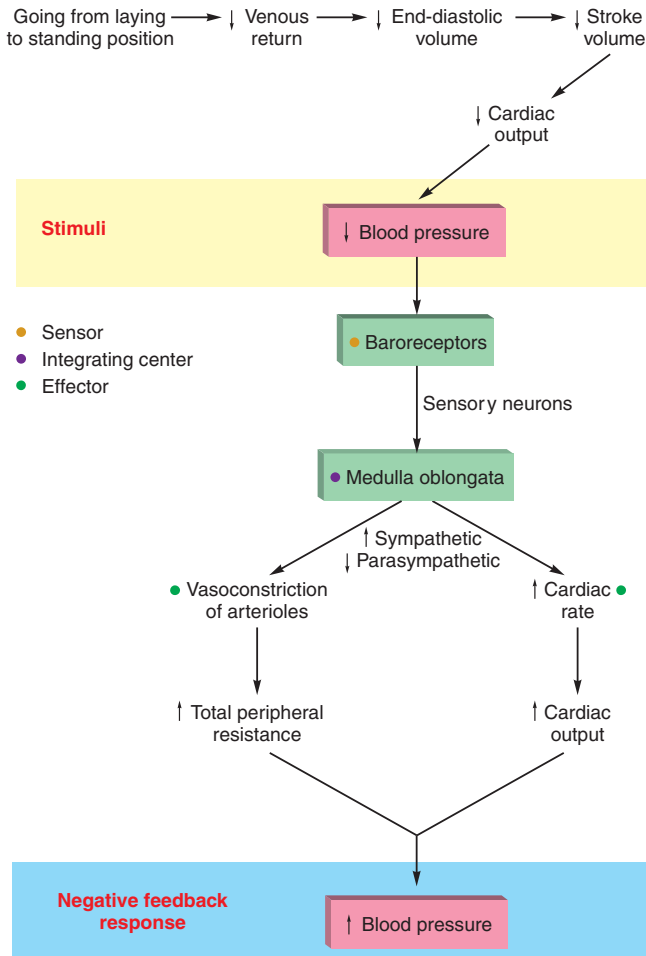 Going from laying
to standing position
↓ Venous
return
↓ End-diastolic
volume
↓ Stroke
volume
↓ Cardiac
output
Stimuli
↓ Blood pressure
Sensor
Integrating center
Effector
Baroreceptors
Sensory neurons
Medulla oblongata
↑ Sympathetic
↓ Parasympathetic
Vasoconstriction
of arterioles
↑ Cardiac
rate
↑ Total peripheral
resistance
↑ Cardiac
output
Negative feedback
response
↑ Blood pressure